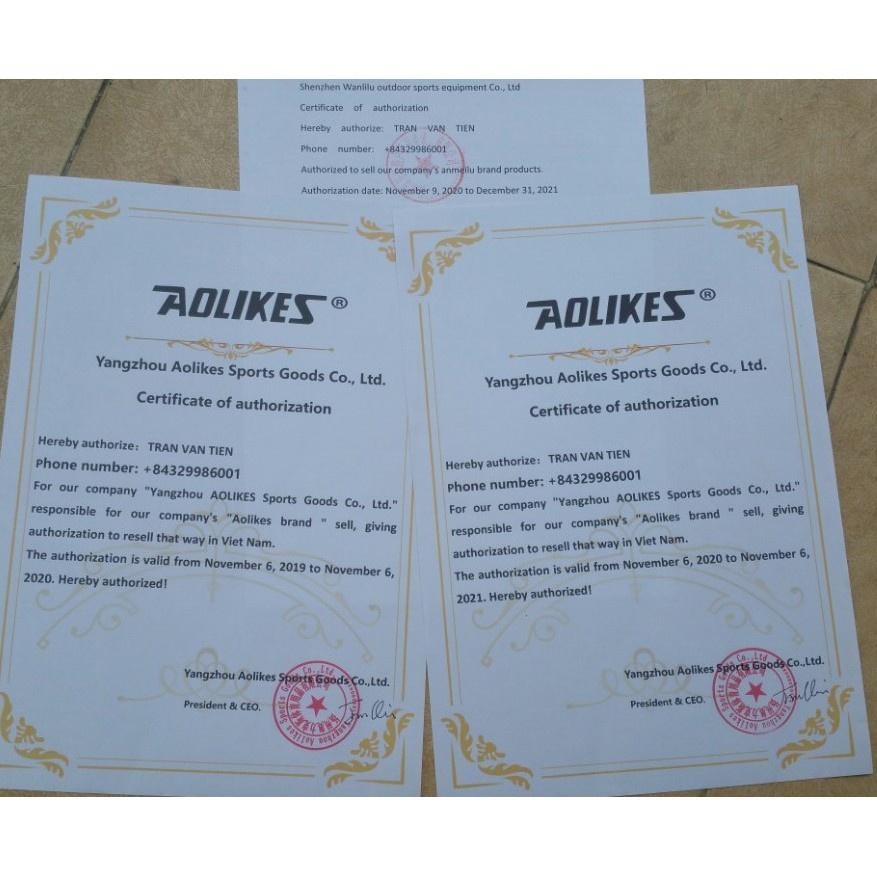 Shenzhen Wanlilu outdoor sports equipment Co., Ltd
Certificate of authorization
Hereby authorize: TRAN VAN TIEN
Phone number: +84329986001
Authorized to sell our company's anmeilu brand products.
Authorization date: November 9, 2020 to December 31, 2021
AOLIKES®
Yangzhou Aolikes Sports Goods Co., Ltd.
Certificate of authorization
Hereby authorize: TRAN VAN TIEN
Phone number: +84329986001
For our company "Yangzhou AOLIKES Sports Goods Co., Ltd."
responsible for our company's "Aolikes brand " sell, giving
authorization to resell that way in Viet Nam.
The authorization is valid from November 6, 2019 to November 6,
2020. Hereby authorized!
Yangzhou Aolikes Sports Goods Co.,Ltd.
President & CEO.
AOLIKES®
Yangzhou Aolikes Sports Goods Co., Ltd.
Certificate of authorization
Hereby authorize: TRAN VAN TIEN
Phone number: +84329986001
For our company "Yangzhou AOLIKES Sports Goods Co., Ltd."
responsible for our company's "Aolikes brand " sell, giving
authorization to resell that way in Viet Nam.
The authorization is valid from November 6, 2020 to November 6,
2021. Hereby authorized!
Yangzhou Aolikes Sports Goods Co.,Ltd.
President & CEO.